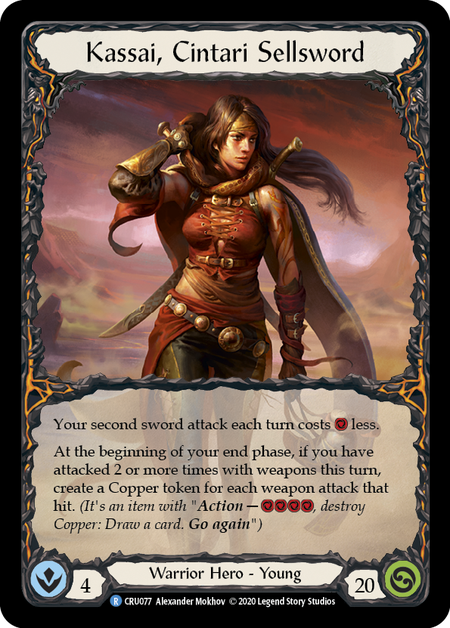 Kassai, Cintari Sellsword
Your second sword attack each turn costs less.
At the beginning of your end phase, if you have
attacked 2 or more times with weapons this turn,
create a Copper token for each weapon attack that
hit. (It's an item with "Action — , destroy
Copper: Draw a card. Go again")
4
Warrior Hero - Young
20
R CRU077 Alexander Mokhov © 2020 Legend Story Studios